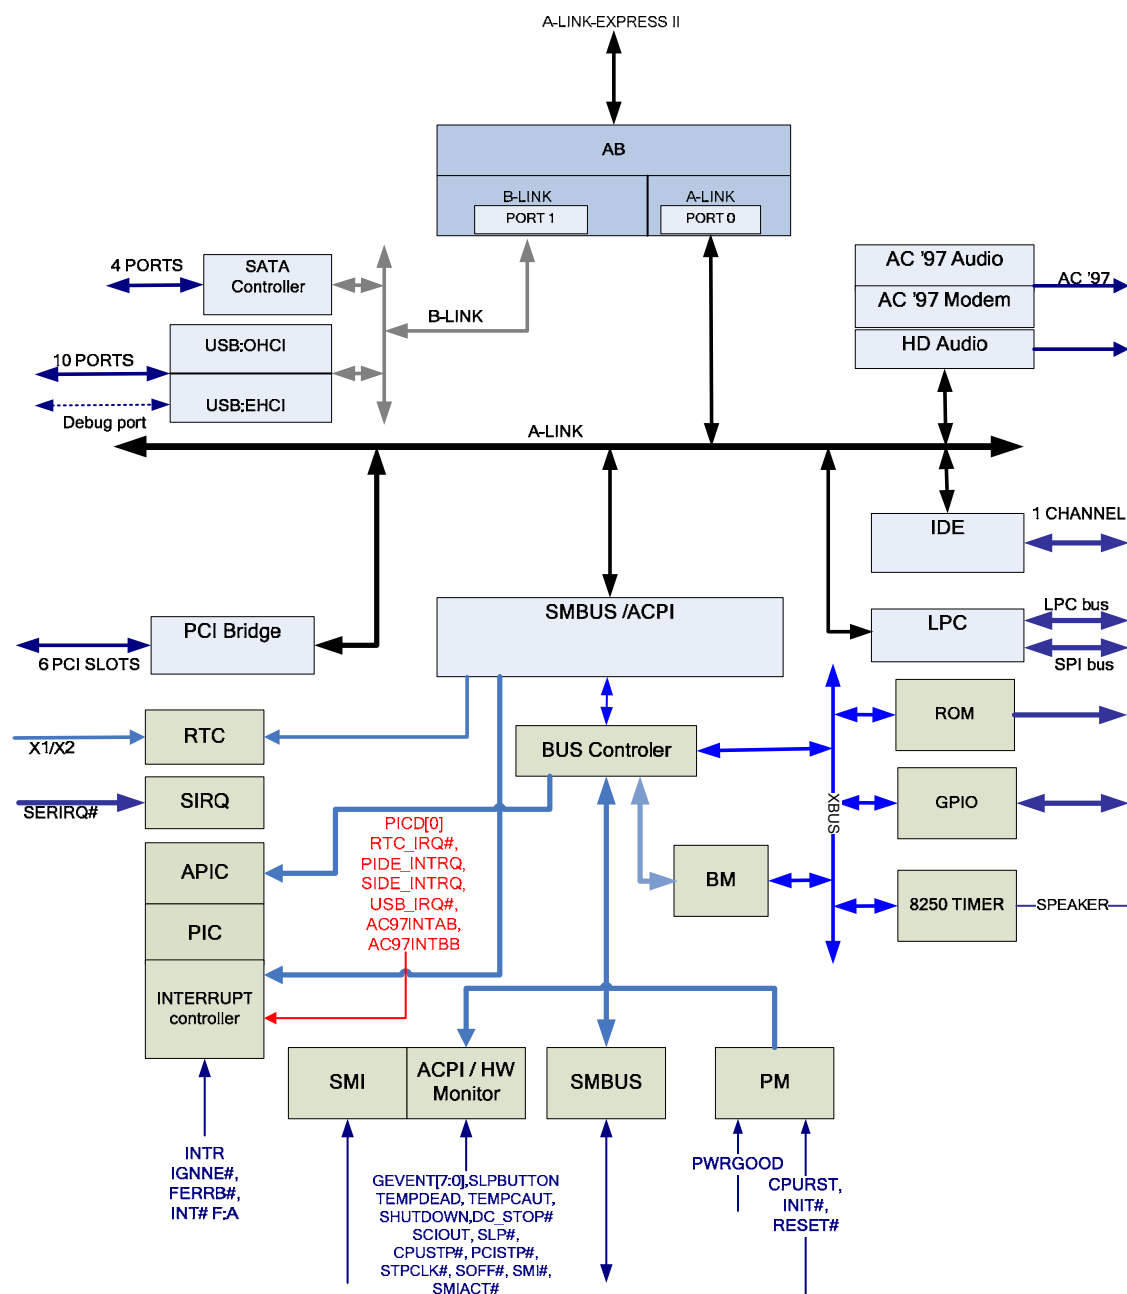 A-LINK-EXPRESS II
AB
B-LINK
PORT 1
A-LINK
PORT 0
4 PORTS
SATA
Controller
AC '97 Audio
AC '97
AC '97 Modem
HD Audio
B-LINK
USB:OHCI
10 PORTS
USB:EHCI
Debug port
A-LINK
IDE
1 CHANNEL
SMBUS /ACPI
PCI Bridge
6 PCI SLOTS
LPC
LPC bus
SPI bus
RTC
X1/X2
BUS Controler
ROM
SIRQ
SERIRQ#
XBUS
GPIO
PICD[0]
RTC_IRQ#,
PIDE_INTRQ,
SIDE_INTRQ,
USB_IRQ#,
AC97INTAB,
AC97INTBB
APIC
PIC
INTERRUPT
controller
BM
8250 TIMER
SPEAKER
SMI
ACPI / HW
Monitor
SMBUS
PM
INTR
IGNNE#,
FERRB#,
INT# F:A
GEVENT[7:0],SLPBUTTON
TEMPDEAD, TEMPCAUT,
SHUTDOWN,DC_STOP#
SCIOUT, SLP#,
CPUSTP#, PCISTP#,
STPCLK#, SOFF#, SMI#,
SMIACT#
PWRGOOD
CPURST,
INIT#,
RESET#